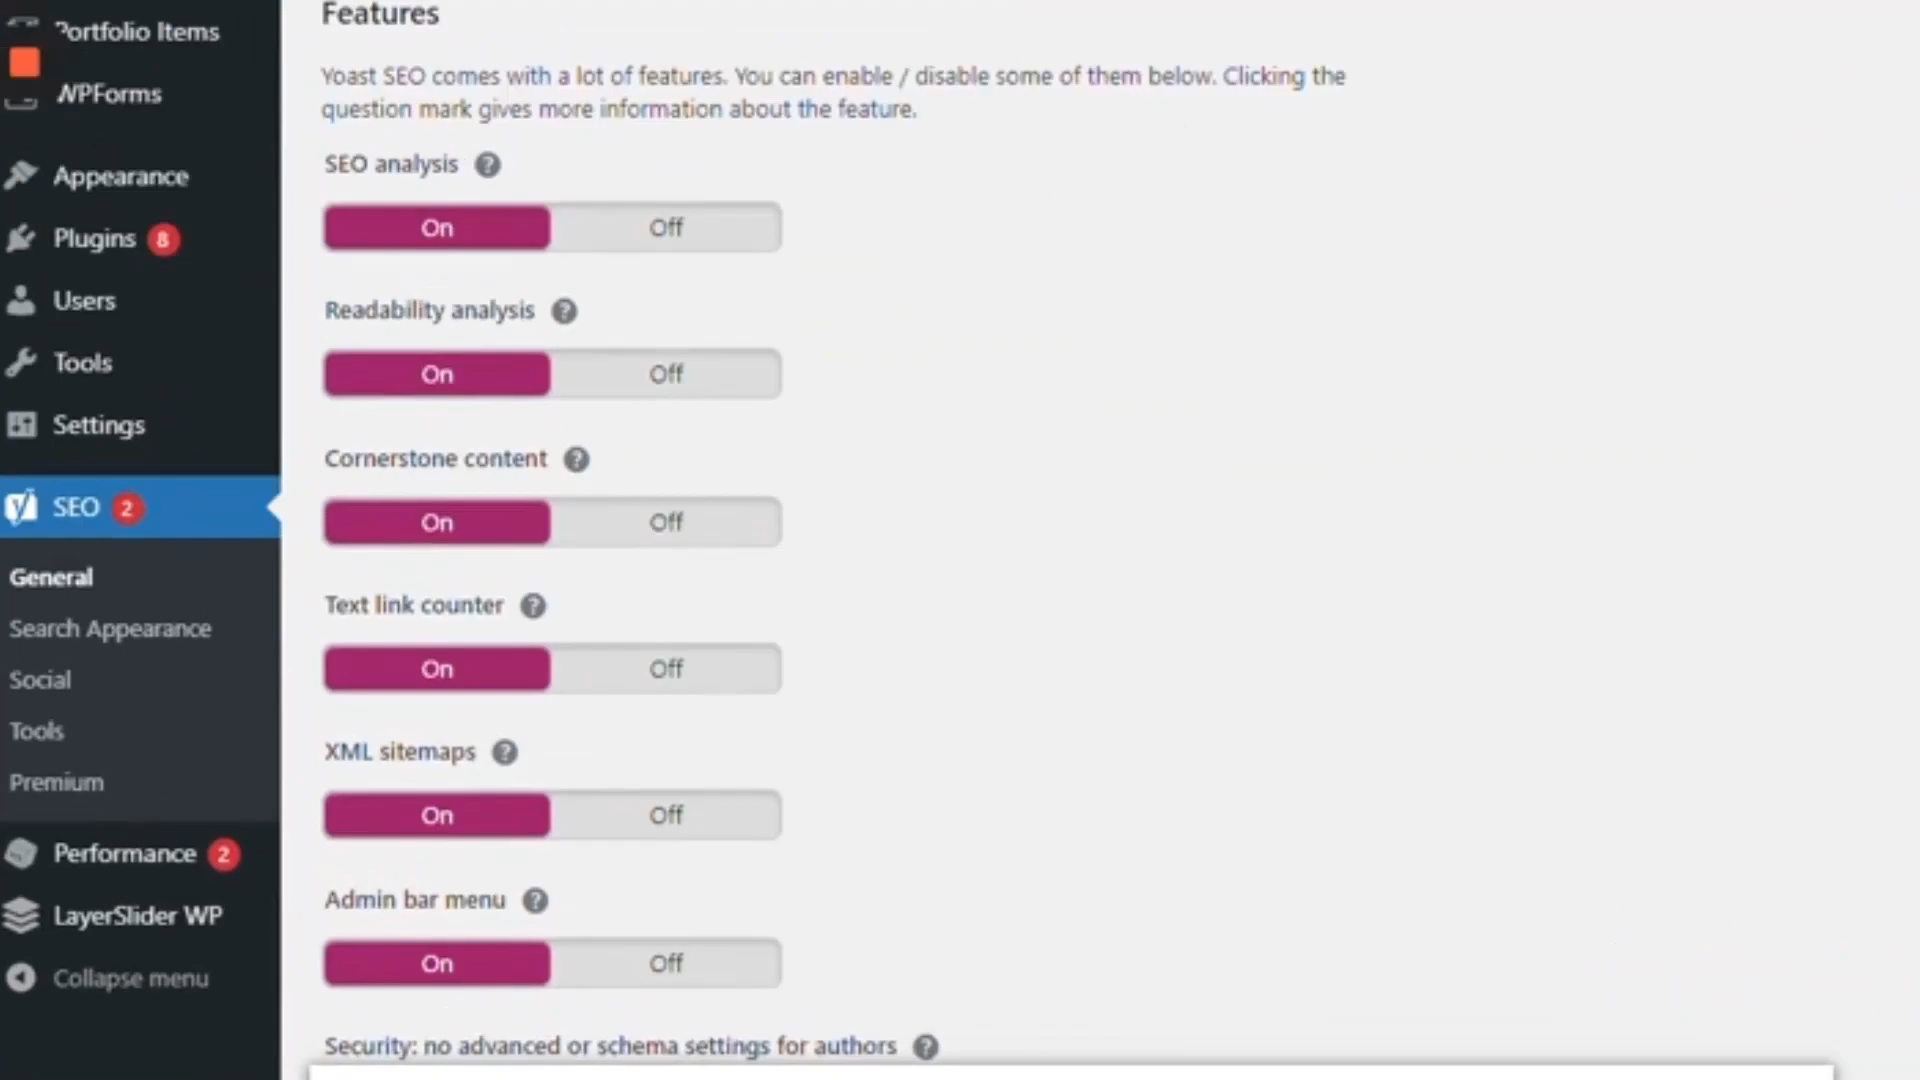 Portfolio Items
WPForms
Appearance
Plugins 8
Users
Tools
Settings
SEO 2
General
Search Appearance
Social
Tools
Premium
Performance 2
LayerSlider WP
Collapse menu
Features
Yoast SEO comes with a lot of features. You can enable / disable some of them below. Clicking the
question mark gives more information about the feature.
SEO analysis ?
On Off
Readability analysis ?
On Off
Cornerstone content ?
On Off
Text link counter ?
On Off
XML sitemaps ?
On Off
Admin bar menu ?
On Off
Security: no advanced or schema settings for authors ?